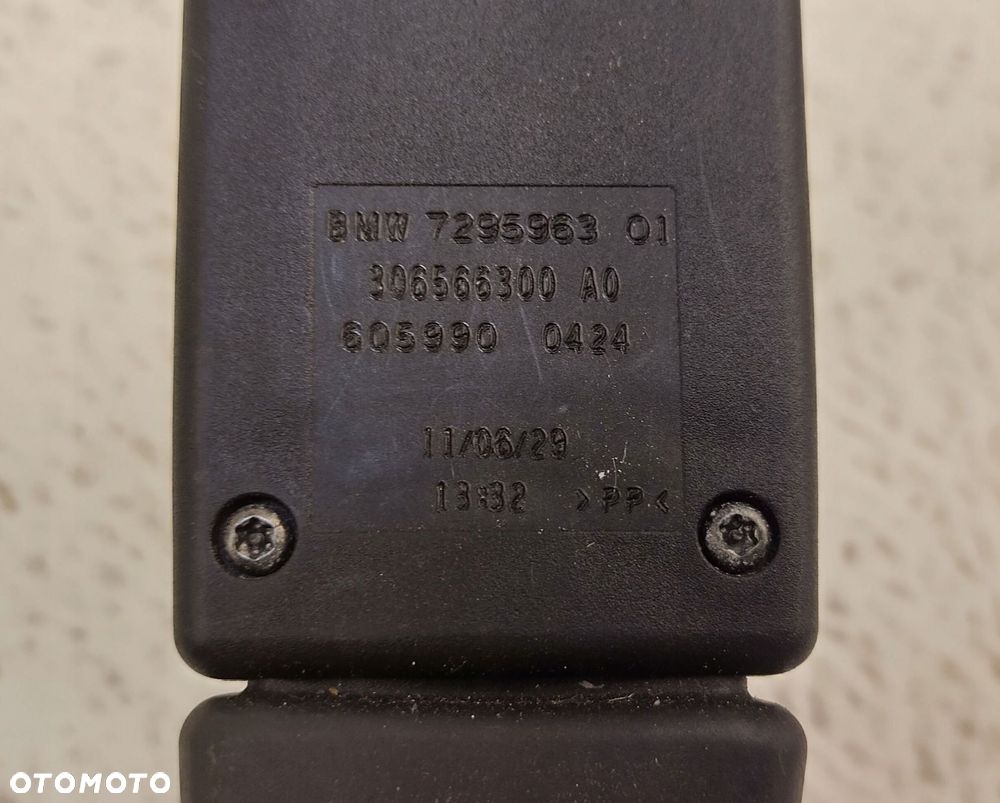 BMW 7295963 01
306566300 A0
605990 0424
11/06/29
13:32 >PP<
OTOMOTO